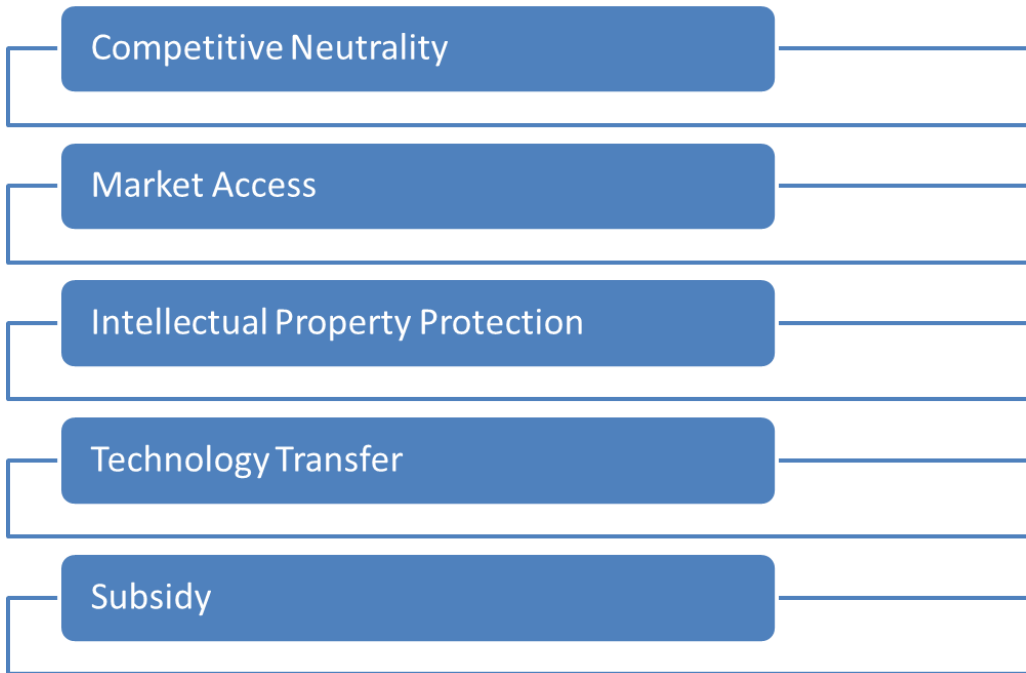 Competitive Neutrality
Market Access
Intellectual Property Protection
Technology Transfer
Subsidy